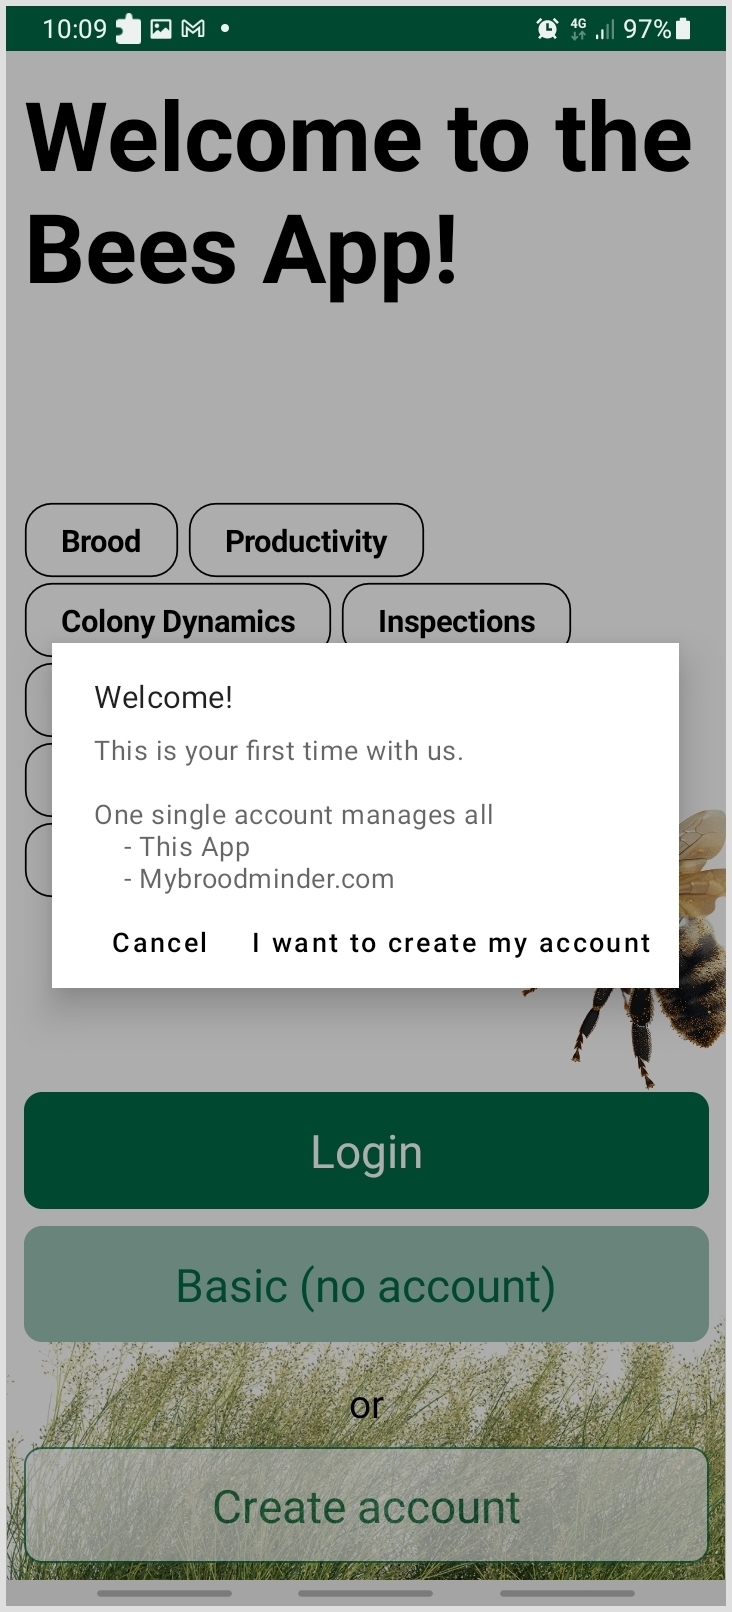 10:09 4G 97%
Welcome to the
Bees App!
Brood Productivity
Colony Dynamics Inspections
Welcome!
This is your first time with us.
One single account manages all
- This App
- Mybroodminder.com
Cancel I want to create my account
Login
Basic (no account)
or
Create account